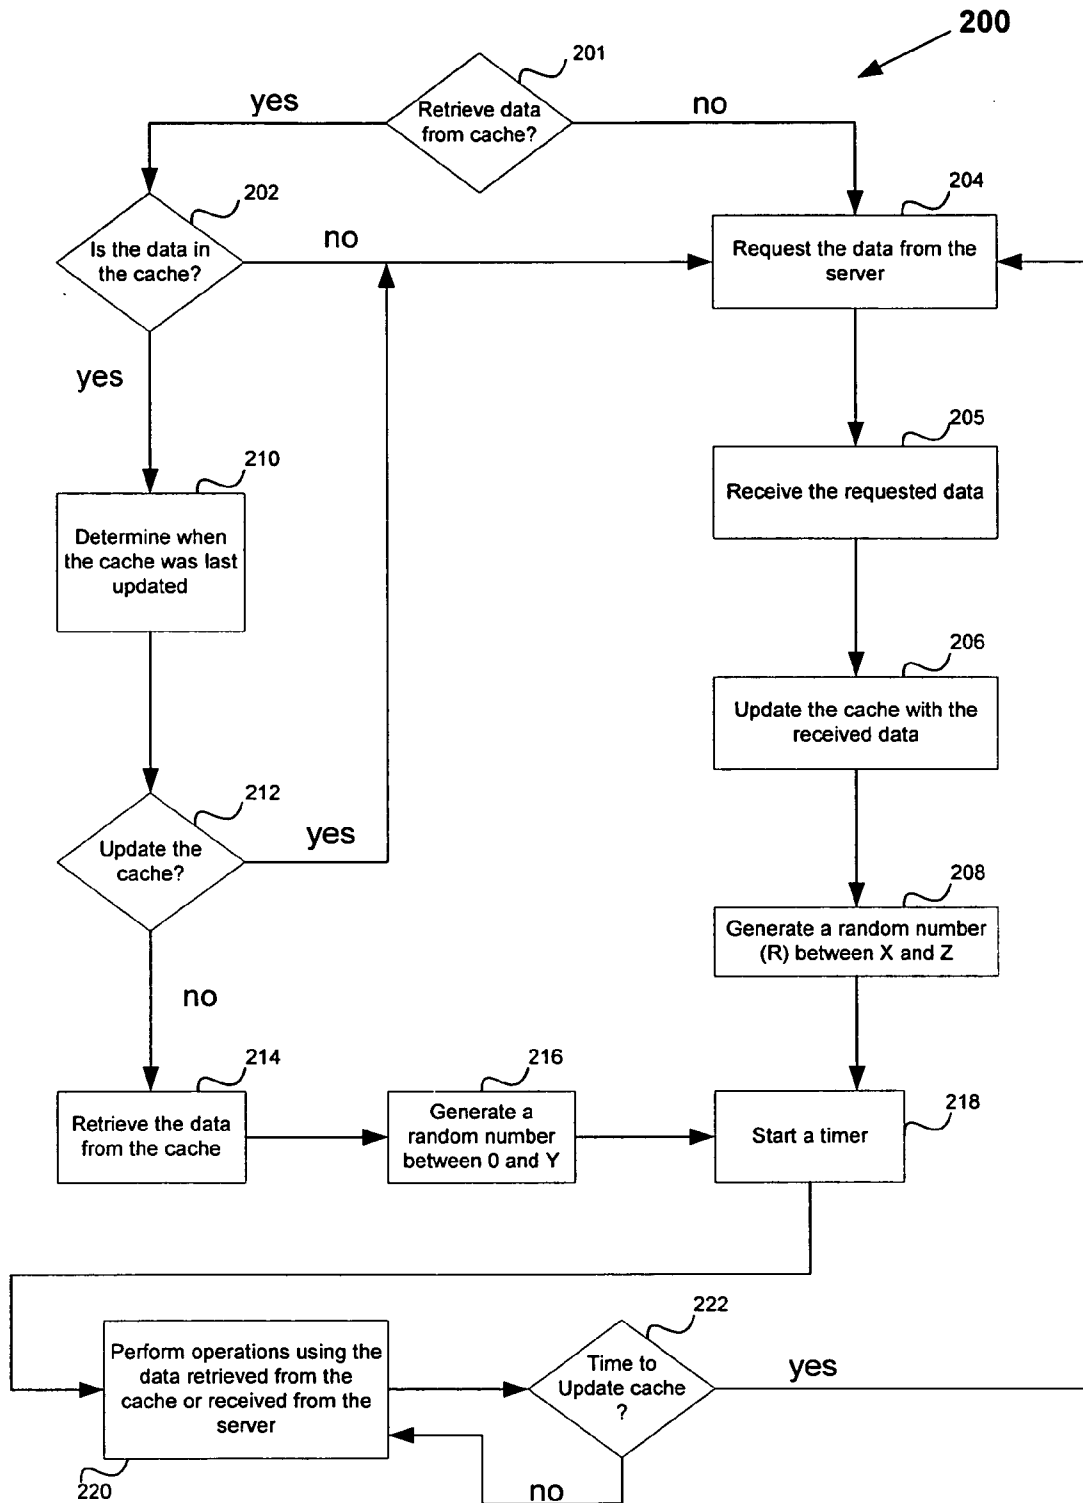 200
201
yes
Retrieve data
from cache?
no
202
204
Is the data in
the cache?
no
Request the data from the
server
yes
205
Receive the requested data
210
Determine when
the cache was last
updated
206
Update the cache with the
received data
212
Update the
cache?
yes
208
Generate a random number
(R) between X and Z
no
214
Retrieve the data
from the cache
216
Generate a
random number
between 0 and Y
218
Start a timer
222
Perform operations using the
data retrieved from the
cache or received from the
server
Time to
Update cache
?
yes
220
no